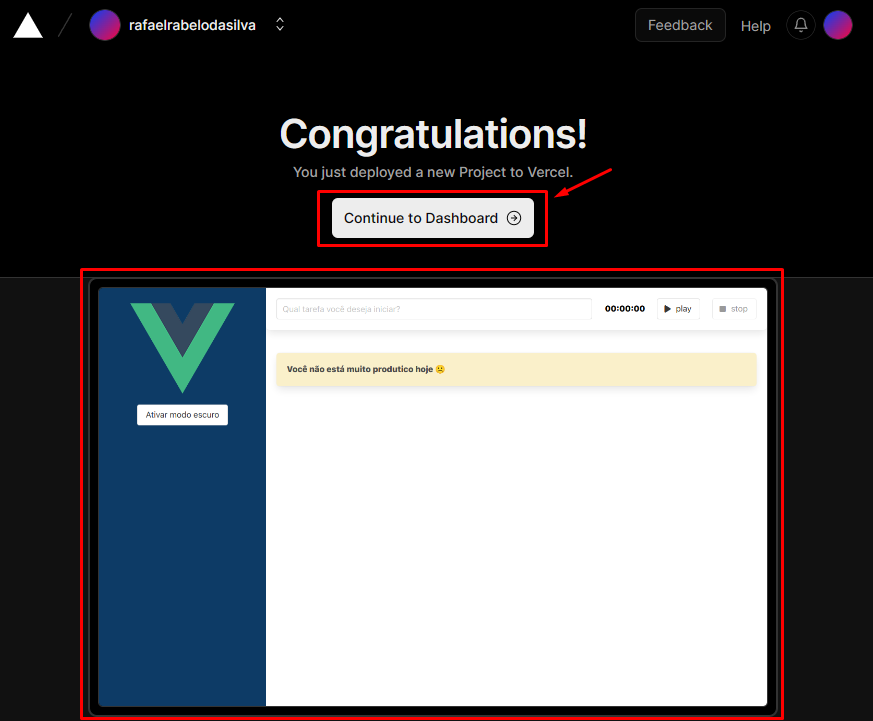 rafaelrabelodasilva
Feedback
Help
Congratulations!
You just deployed a new Project to Vercel.
Continue to Dashboard
Qual tarefa você deseja iniciar?
00:00:00
play
stop
Você não está muito produtico hoje ☹️
Ativar modo escuro